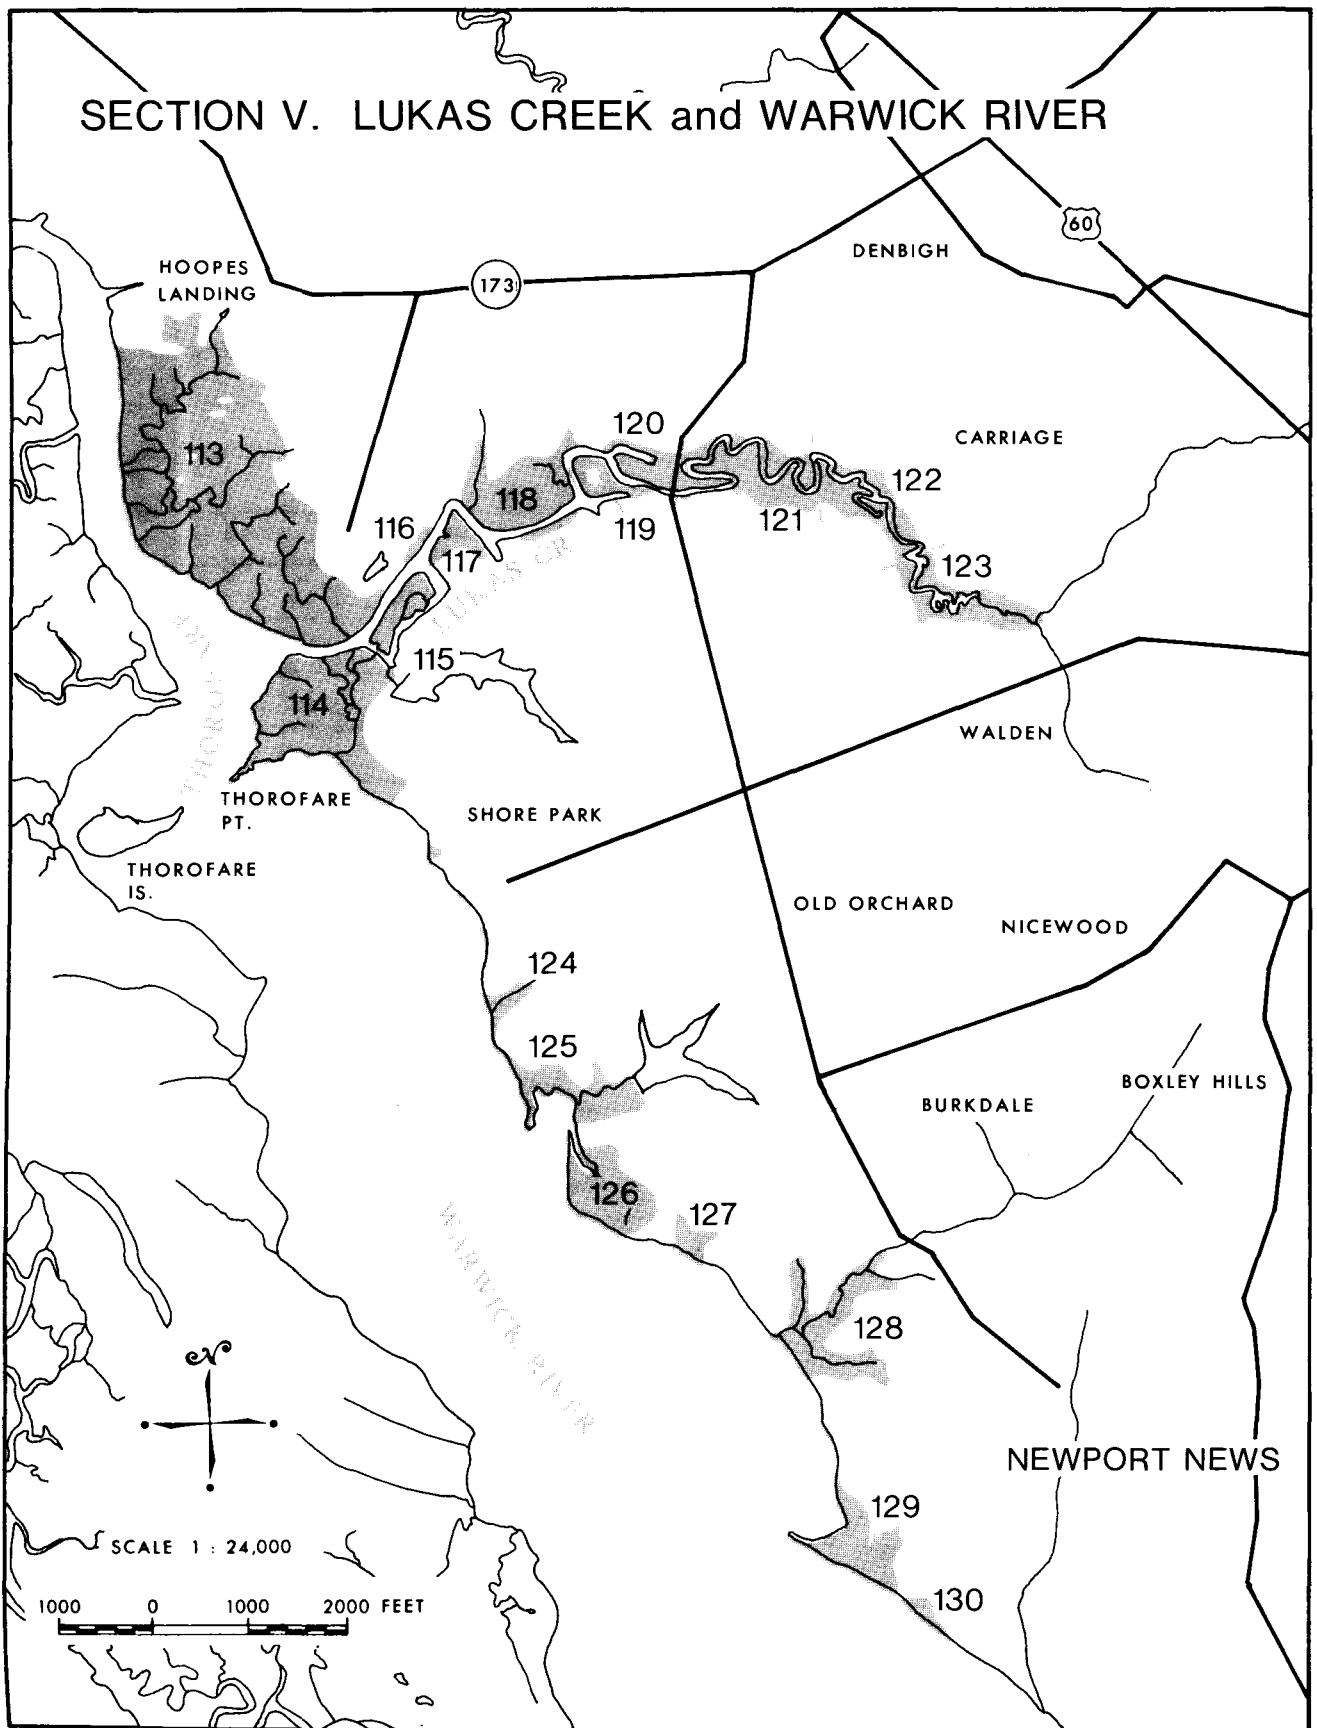 SECTION V. LUKAS CREEK and WARWICK RIVER
60
DENBIGH
HOOPES
LANDING
173
120
CARRIAGE
113
122
118
116
119
121
117
LUKAS CR
123
115
114
THOROFARE
WALDEN
THOROFARE
PT.
SHORE PARK
THOROFARE
IS.
OLD ORCHARD
NICEWOOD
124
125
BOXLEY HILLS
BURKDALE
126
127
WARWICK RIVER
128
N
NEWPORT NEWS
129
SCALE 1 : 24,000
130
1000 0 1000 2000 FEET